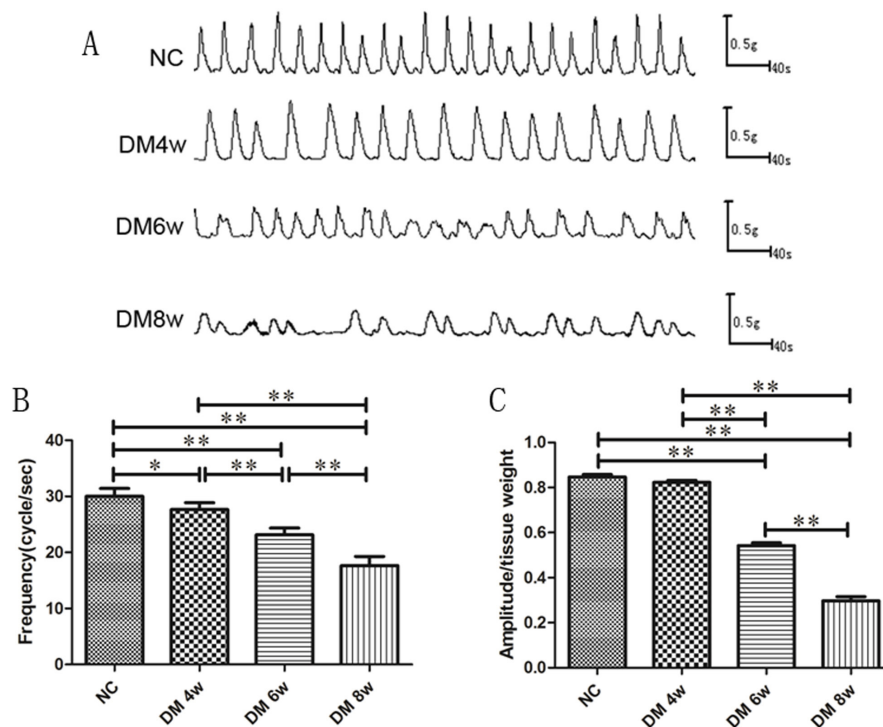 A
NC
0.5g
40s
DM4w
0.5g
40s
DM6w
0.5g
40s
DM8w
0.5g
40s
B
**
**
**
* ** **
Frequency(cycle/sec)
40
30
20
10
0
NC DM 4w DM 6w DM 8w
C
**
**
**
**
**
Amplitude/tissue weight
1.0
0.8
0.6
0.4
0.2
0.0
NC DM 4w DM 6w DM 8w